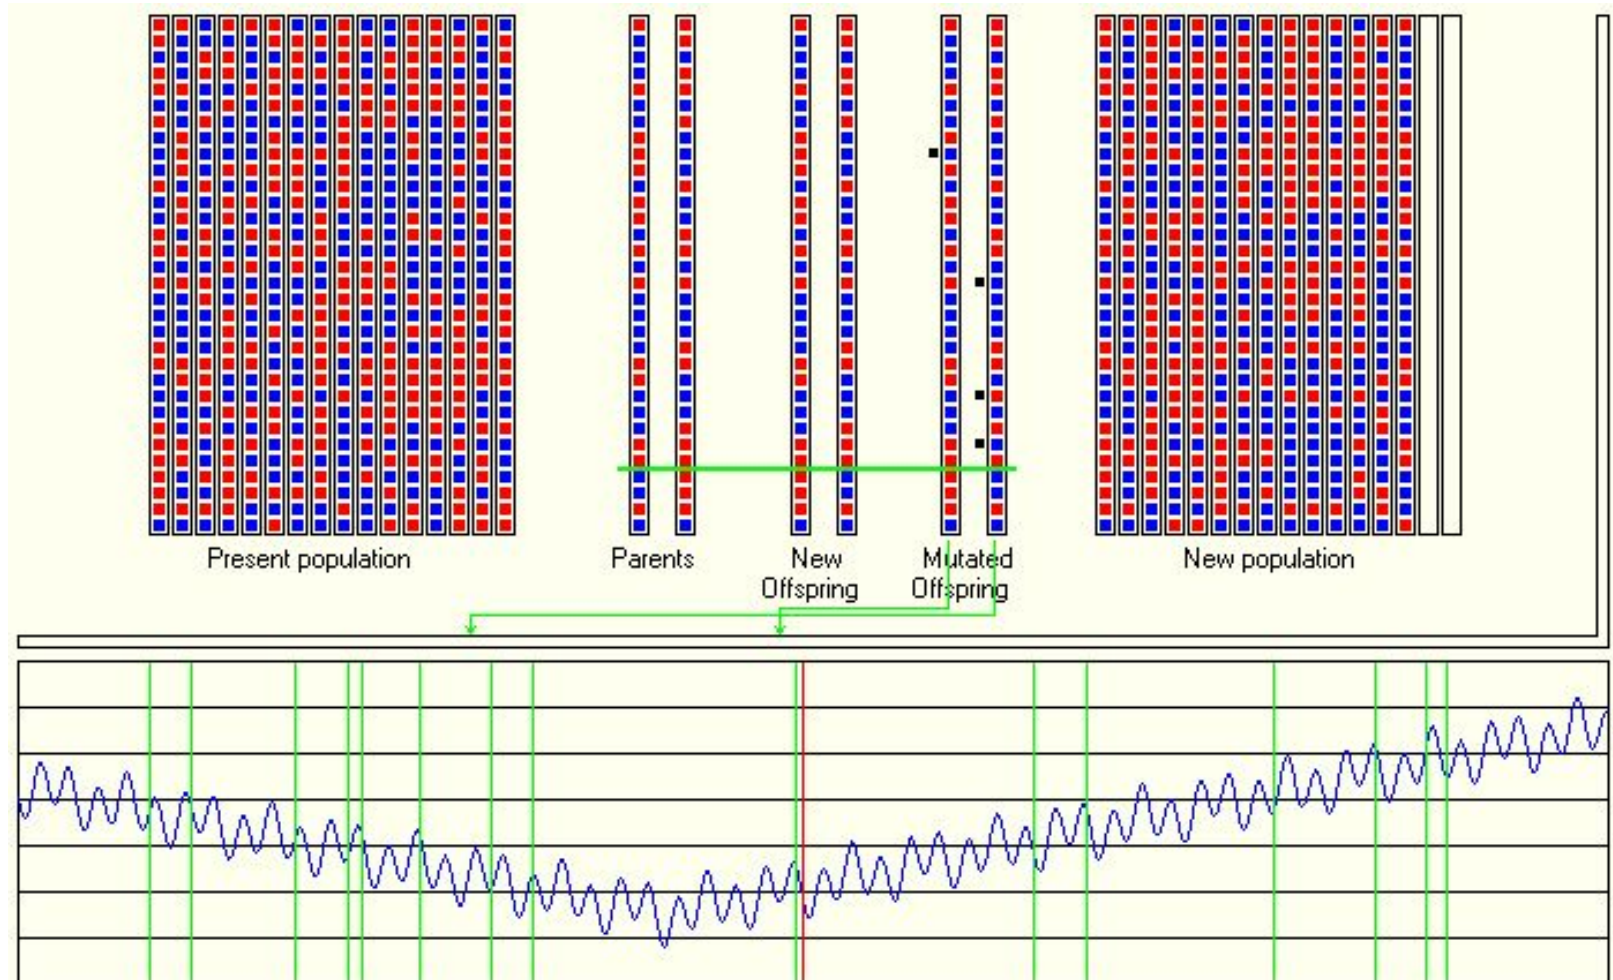 Present population
Parents
New
Offspring
Mutated
Offspring
New population